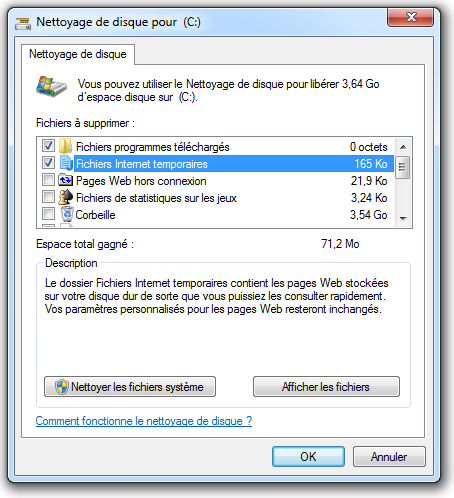 Nettoyage de disque pour (C:)
Nettoyage de disque
Vous pouvez utiliser le Nettoyage de disque pour libérer 3,64 Go
d'espace disque sur (C:).
Fichiers à supprimer :
Fichiers programmes téléchargés 0 octets
Fichiers Internet temporaires 165 Ko
Pages Web hors connexion 21,9 Ko
Fichiers de statistiques sur les jeux 3,24 Ko
Corbeille 3,54 Go
Espace total gagné : 71,2 Mo
Description
Le dossier Fichiers Internet temporaires contient les pages Web stockées
sur votre disque dur de sorte que vous puissiez les consulter rapidement.
Vos paramètres personnalisés pour les pages Web resteront inchangés.
Nettoyer les fichiers système Afficher les fichiers
Comment fonctionne le nettoyage de disque ?
OK Annuler